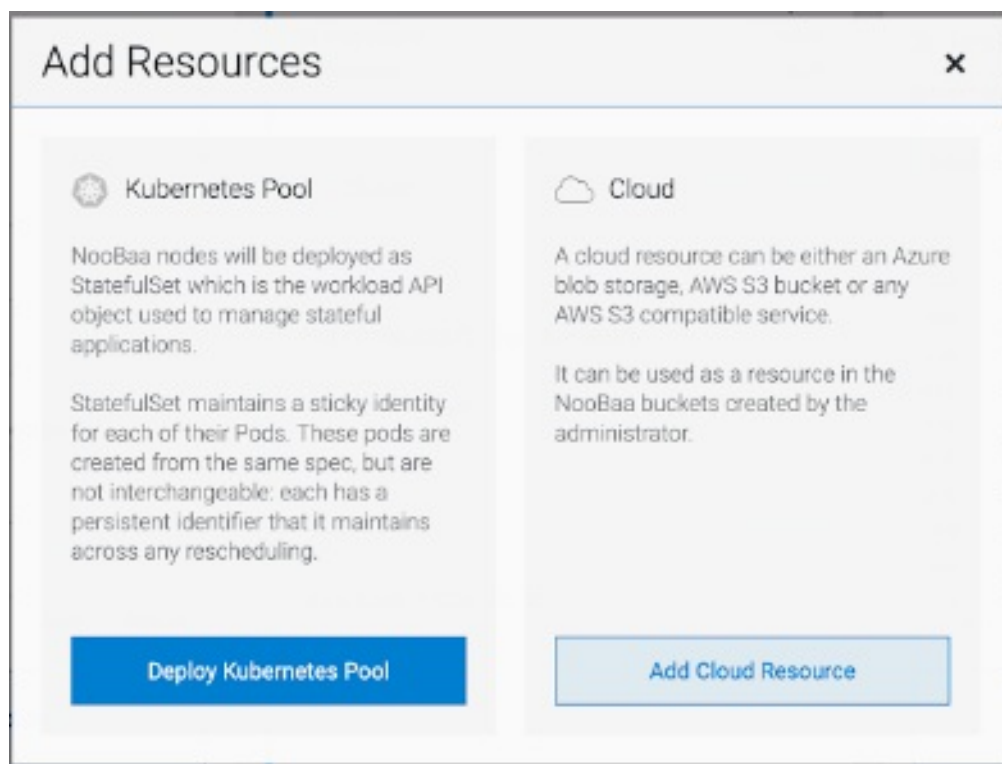 Add Resources
Kubernetes Pool
NooBaa nodes will be deployed as
StatefulSet which is the workload API
object used to manage stateful
applications.
StatefulSet maintains a sticky identity
for each of their Pods. These pods are
created from the same spec, but are
not interchangeable: each has a
persistent identifier that it maintains
across any rescheduling.
Deploy Kubernetes Pool
Cloud
A cloud resource can be either an Azure
blob storage, AWS S3 bucket or any
AWS S3 compatible service.
It can be used as a resource in the
NooBaa buckets created by the
administrator.
Add Cloud Resource